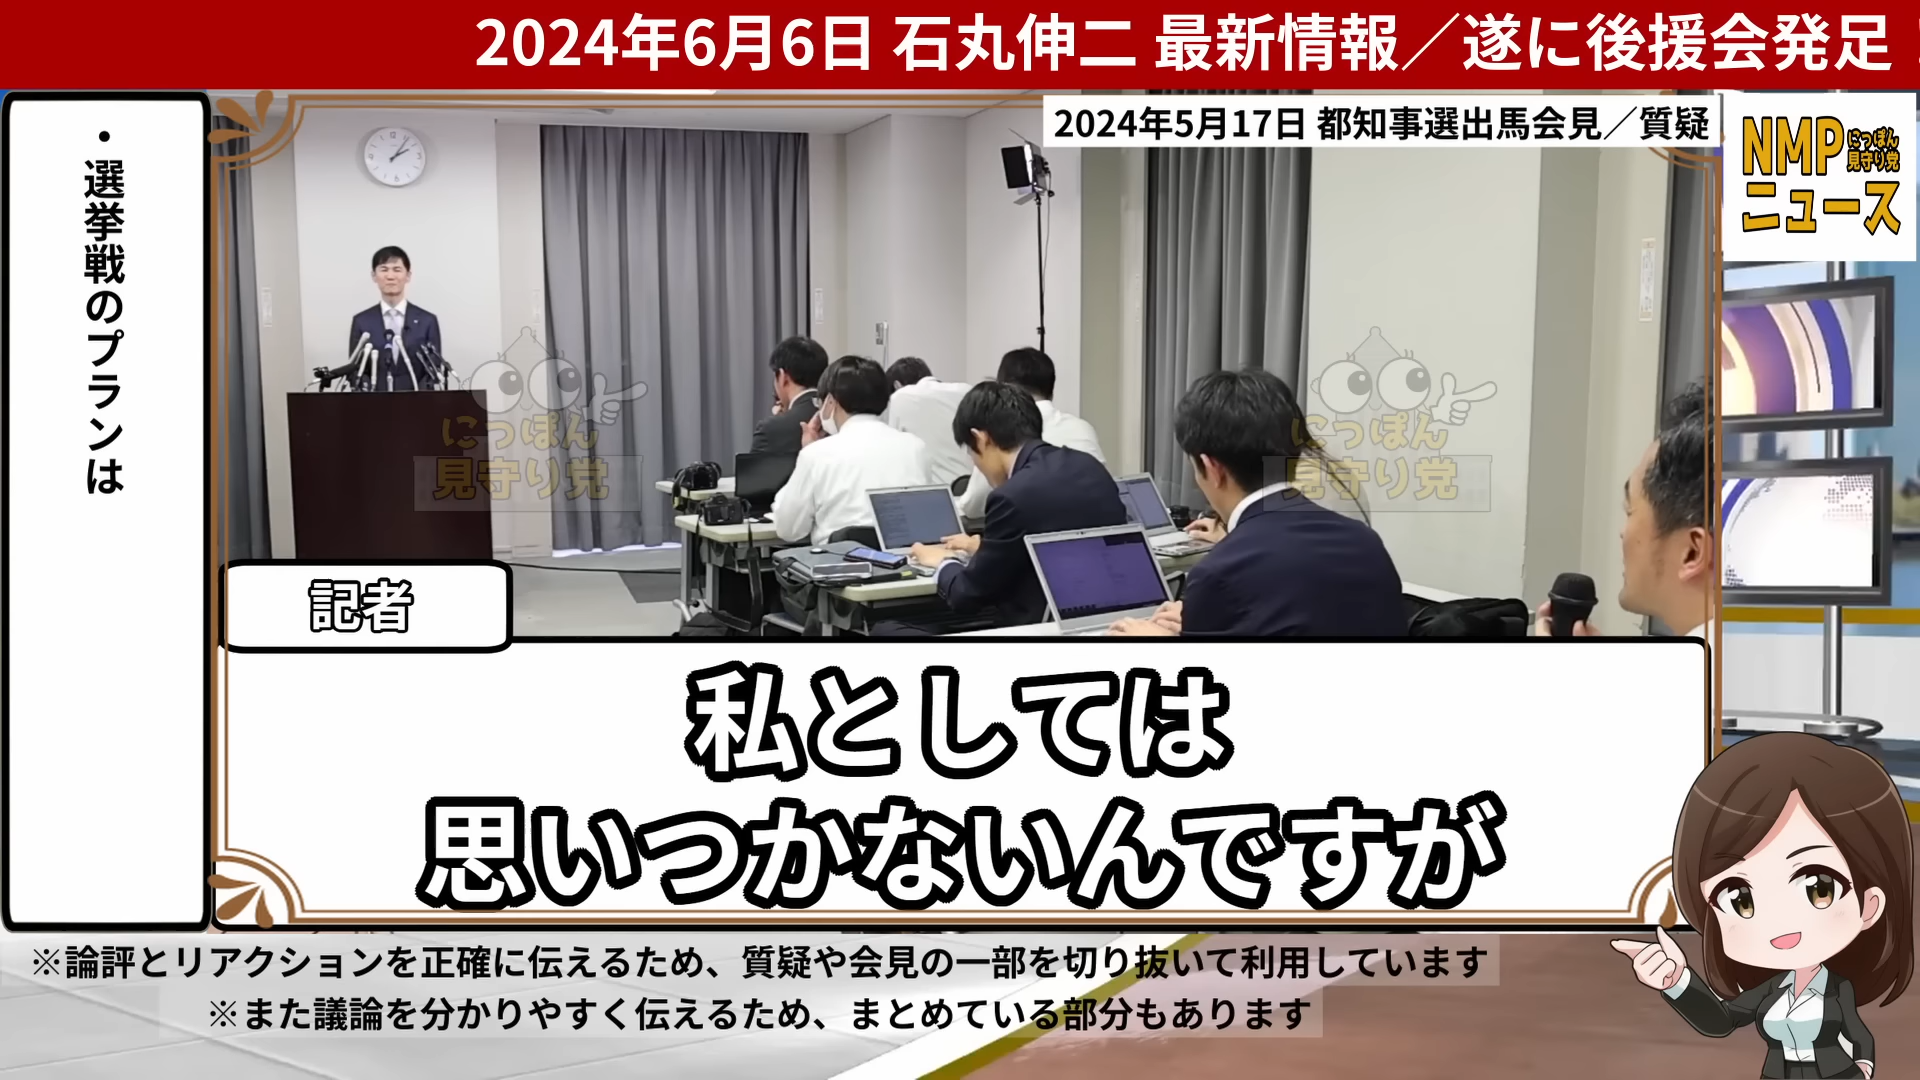 2024年6月6日 石丸伸二 最新情報／遂に後援会発足
2024年5月17日 都知事選出馬会見／質疑
NMP
にっぽん
見守り党
ニュース
・選挙戦のプランは
にっぽん
見守り党
にっぽん
見守り党
記者
私としては
思いつかないんですが
※論評とリアクションを正確に伝えるため、質疑や会見の一部を切り抜いて利用しています
※また議論を分かりやすく伝えるため、まとめている部分もあります